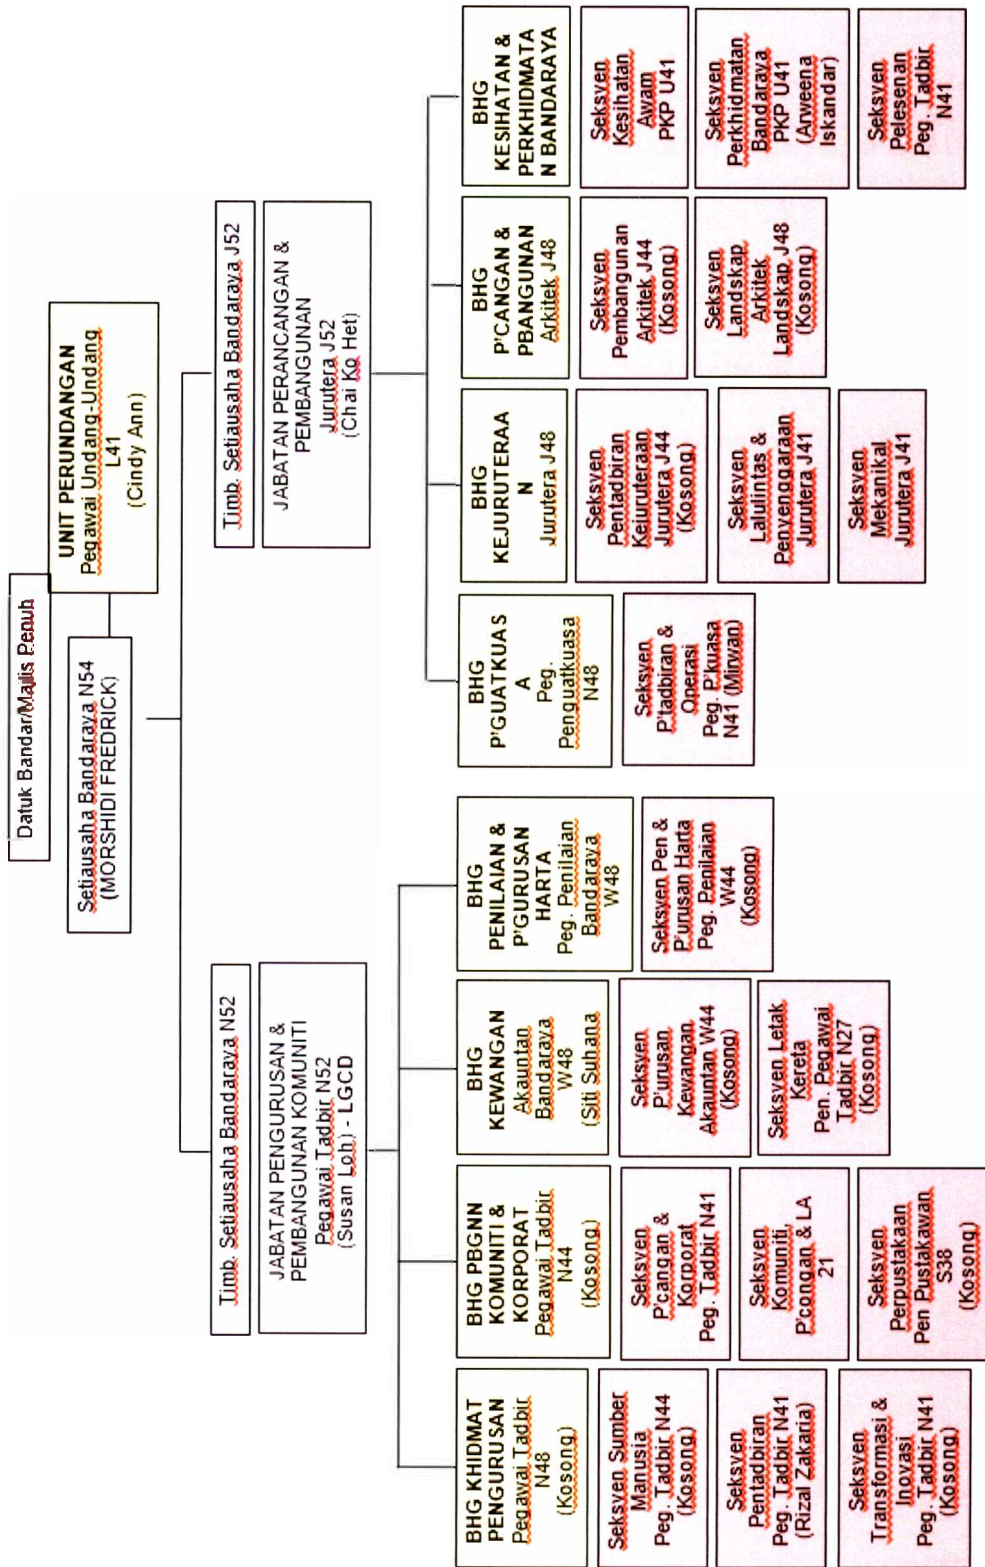 Datuk Bandar/Majlis Penuh
Setiausaha Bandaraya N54
(MORSHIDI FREDRICK)
UNIT PERUNDANGAN
Pegawai Undang-Undang
L41
(Cindy Ann)
Timb. Setiausaha Bandaraya N52
JABATAN PENGURUSAN &
PEMBANGUNAN KOMUNITI
Pegawai Tadbir N52
(Susan Loh) - LGCD
Timb. Setiausaha Bandaraya J52
JABATAN PERANCANGAN &
PEMBANGUNAN
Jurutera J52
(Chai Ko Het)
BHG KHIDMAT
PENGURUSAN
Pegawai Tadbir
N48
(Kosong)
Seksyen Sumber
Manusia
Peg. Tadbir N44
(Kosong)
Seksyen
Pentadbiran
Peg. Tadbir N41
(Rizal Zakaria)
Seksyen
Transformasi &
Inovasi
Peg. Tadbir N41
(Kosong)
BHG PBGNN
KOMUNITI &
KORPORAT
Pegawai Tadbir
N44
(Kosong)
Seksyen
P'cangan &
Korporat
Peg. Tadbir N41
Seksyen
Komuniti,
P'congan & LA
21
Seksyen
Perpustakaan
Pen Pustakawan
S38
(Kosong)
BHG
KEWANGAN
Akauntan
Bandaraya
W48
(Siti Suhana)
Seksyen
P'urusan
Kewangan
Akauntan W44
(Kosong)
Seksyen Letak
Kereta
Pen. Pegawai
Tadbir N27
(Kosong)
BHG
PENILAIAN &
P'GURUSAN
HARTA
Peg. Penilaian
Bandaraya
W48
Seksyen Pen &
P'urusan Harta
Peg. Penilaian
W44
(Kosong)
BHG
P'GUATKUAS
A
Peg.
Penguatkuasa
N48
Seksyen
P'tadbiran &
Operasi
Peg. P'kuasa
N41 (Mirwan)
BHG
KEJURUTERAA
N
Jurutera J48
Seksyen
Pentadbiran
Kejuruteraan
Jurutera J44
(Kosong)
Seksyen
Lalulintas &
Penyenggaraan
Jurutera J41
Seksyen
Mekanikal
Jurutera J41
BHG
P'CANGAN &
PBANGUNAN
Arkitek J48
Seksyen
Pembangunan
Arkitek J44
(Kosong)
Seksyen
Landskap
Arkitek
Landskap J48
(Kosong)
BHG
KESIHATAN &
PERKHIDMATA
N BANDARAYA
Seksyen
Kesihatan
Awam
PKP U41
Seksyen
Perkhidmatan
Bandaraya
PKP U41
(Arweena
Iskandar)
Seksyen
Pelesenan
Peg. Tadbir
N41